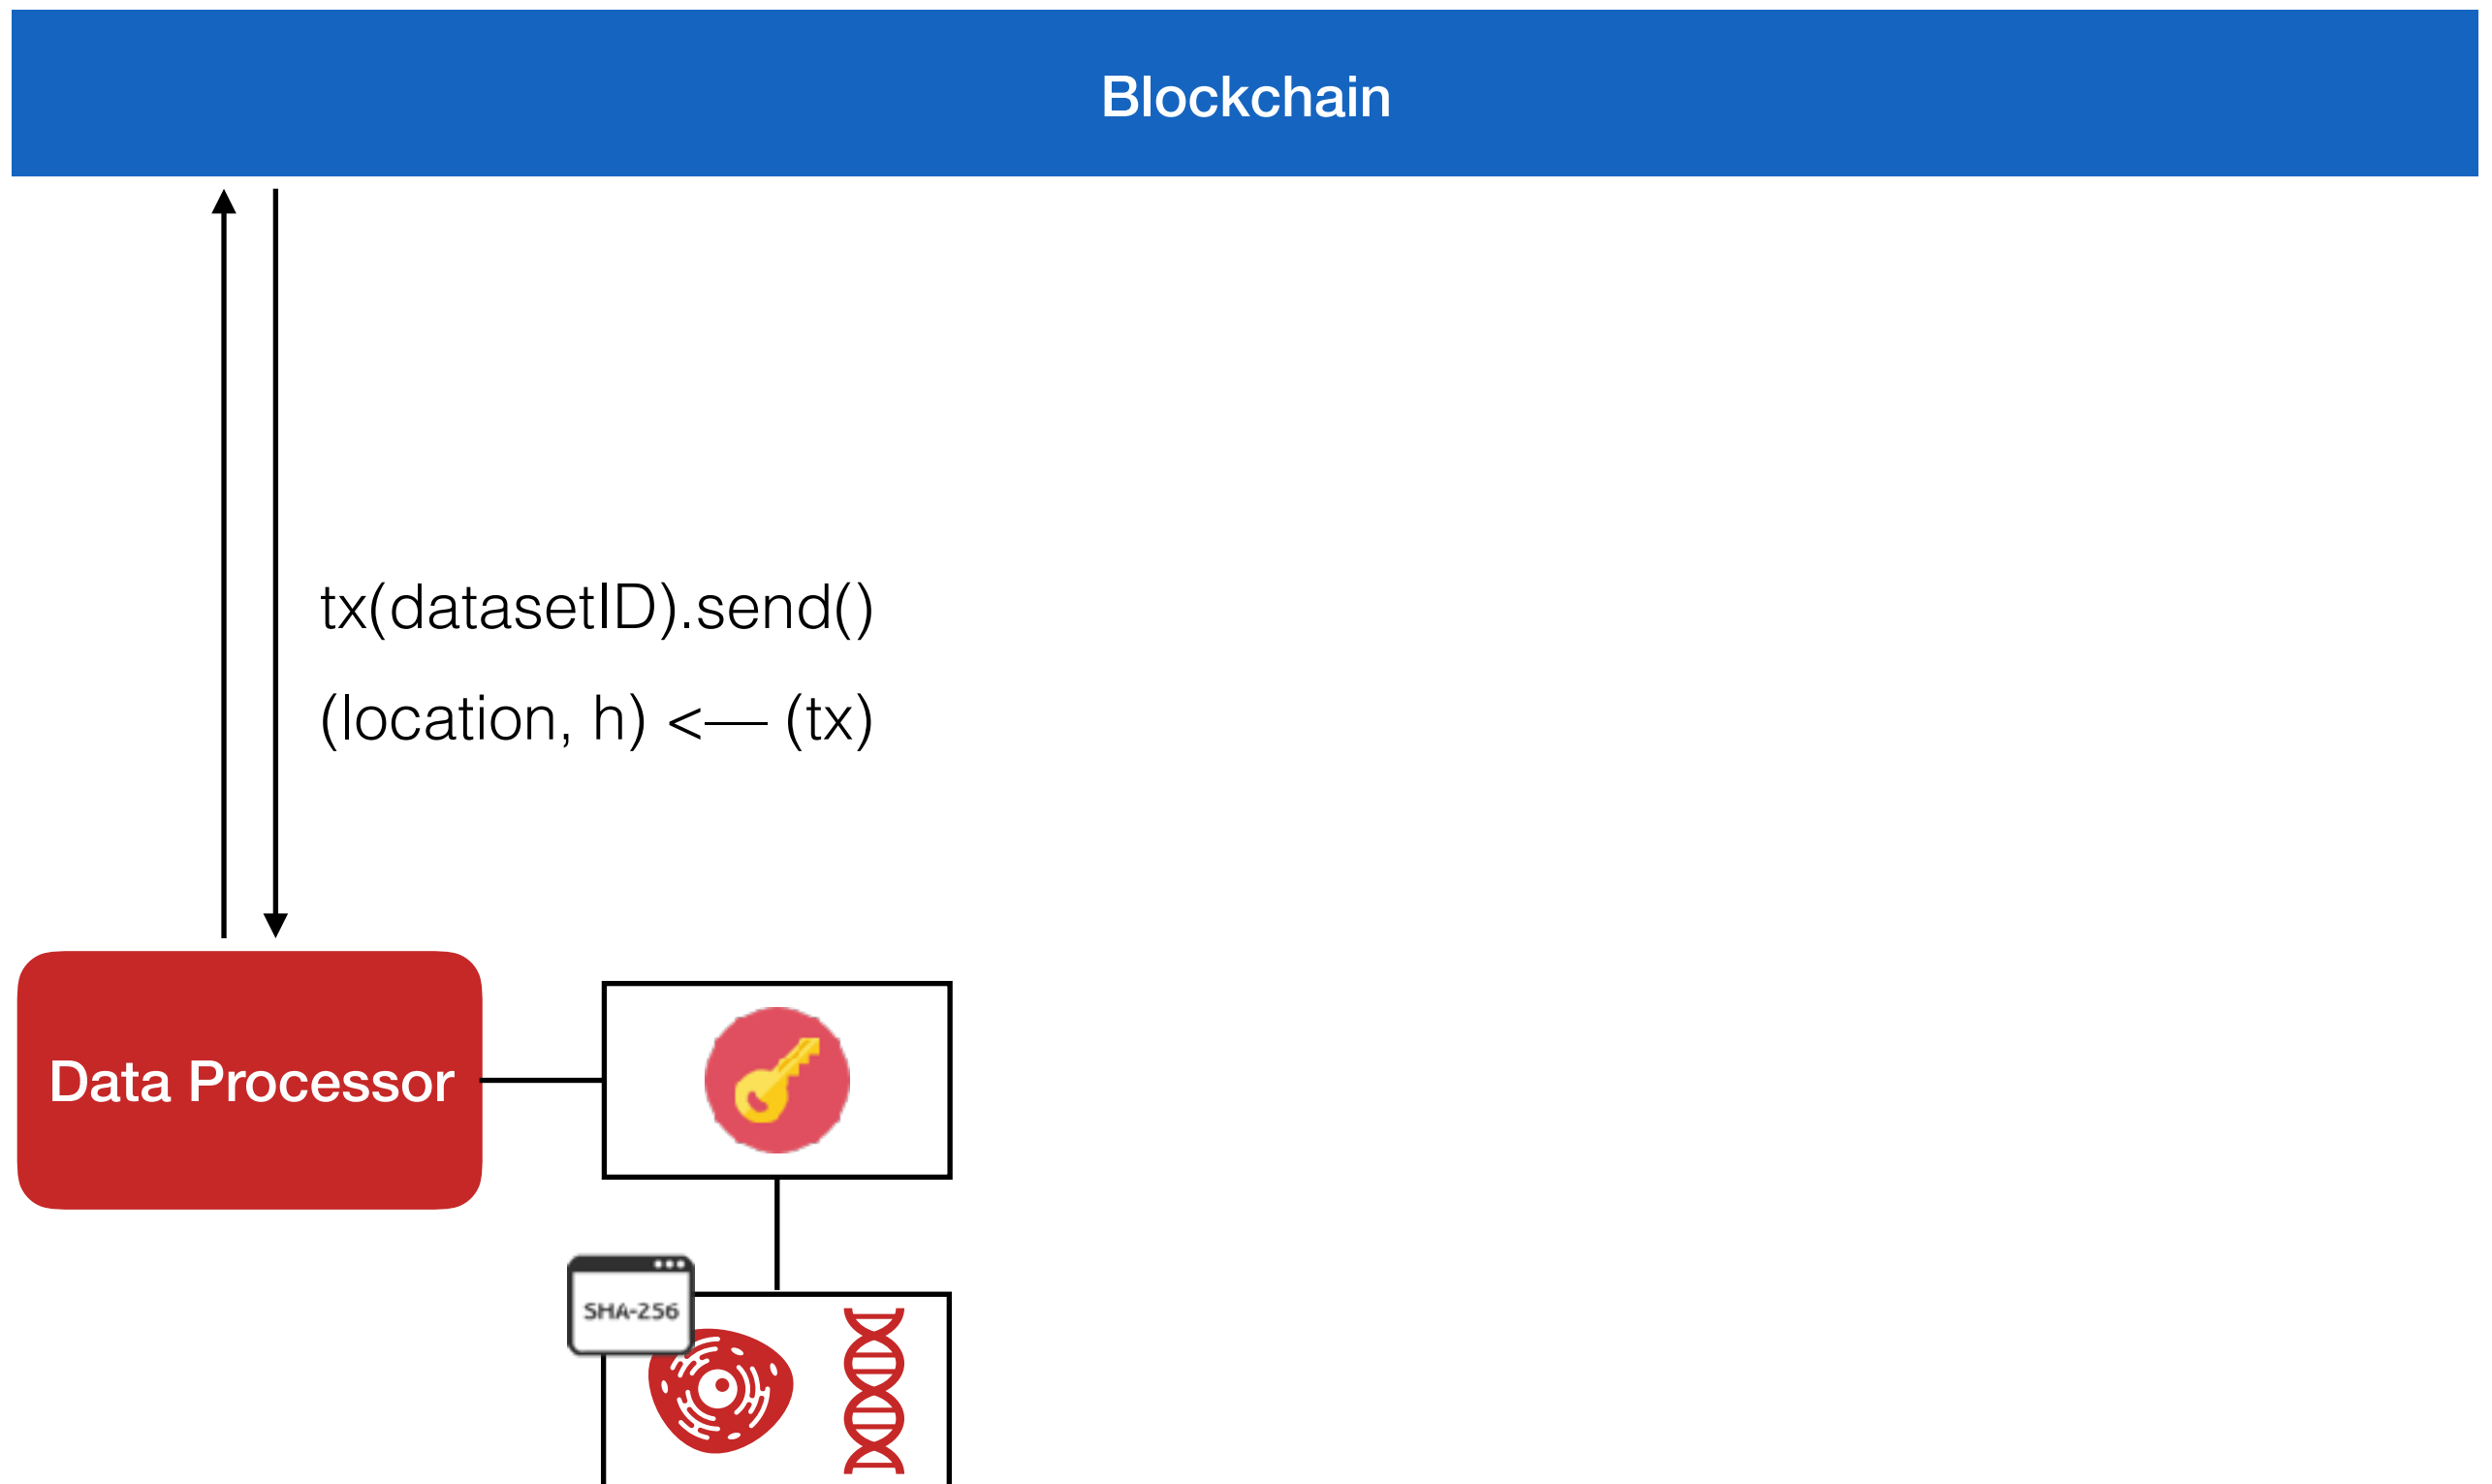 Blockchain
tx(datasetID).send()
(location, h) <— (tx)
Data Processor
SHA-256